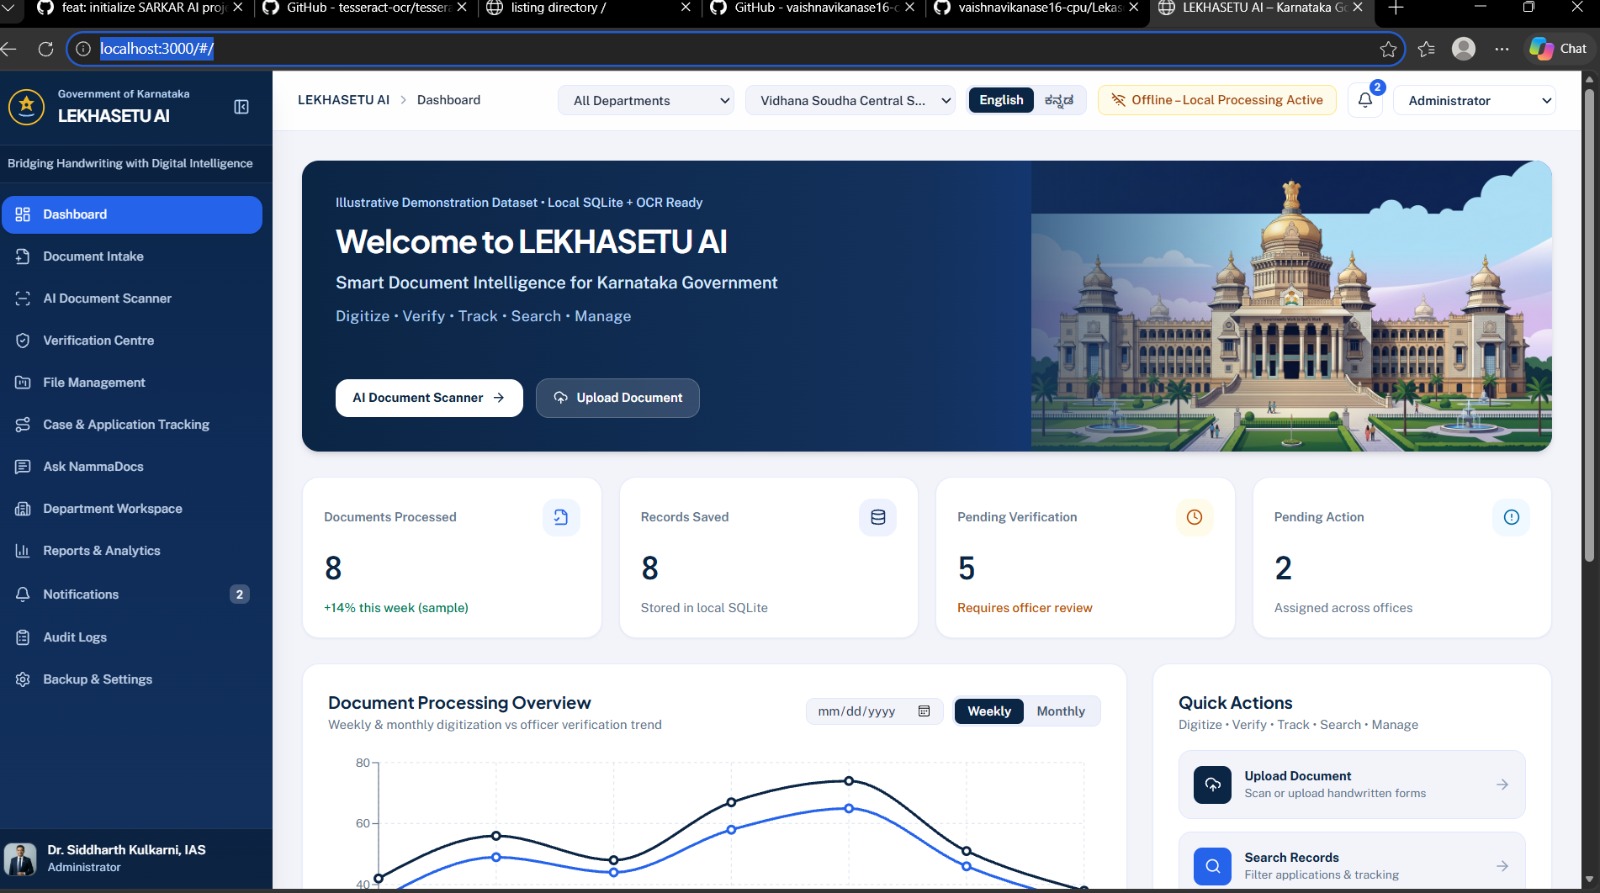 feat: initialize SARKAR AI proj
GitHub - tesseract-ocr/tessera
listing directory /
GitHub - vaishnavikanase16-c
vaishnavikanase16-cpu/Lekas
LEKHASETU AI – Karnataka Go
localhost:3000/#/
Chat
Government of Karnataka
LEKHASETU AI
Bridging Handwriting with Digital Intelligence
Dashboard
Document Intake
AI Document Scanner
Verification Centre
File Management
Case & Application Tracking
Ask NammaDocs
Department Workspace
Reports & Analytics
Notifications 2
Audit Logs
Backup & Settings
Dr. Siddharth Kulkarni, IAS
Administrator
LEKHASETU AI > Dashboard
All Departments
Vidhana Soudha Central S...
English ಕನ್ನಡ
Offline – Local Processing Active
2
Administrator
Illustrative Demonstration Dataset • Local SQLite + OCR Ready
Welcome to LEKHASETU AI
Smart Document Intelligence for Karnataka Government
Digitize • Verify • Track • Search • Manage
AI Document Scanner →
Upload Document
Documents Processed
8
+14% this week (sample)
Records Saved
8
Stored in local SQLite
Pending Verification
5
Requires officer review
Pending Action
2
Assigned across offices
Document Processing Overview
Weekly & monthly digitization vs officer verification trend
mm/dd/yyyy
Weekly Monthly
80
60
40
Quick Actions
Digitize • Verify • Track • Search • Manage
Upload Document
Scan or upload handwritten forms
Search Records
Filter applications & tracking